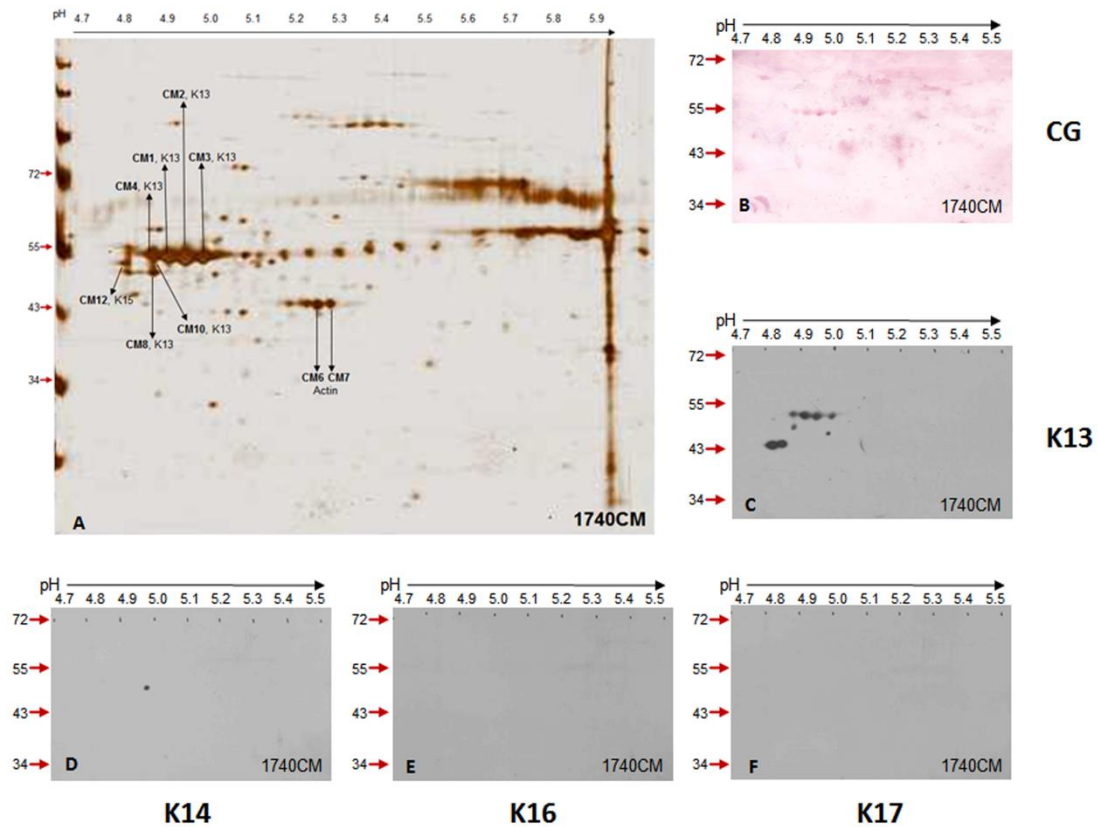 pH
4.7 4.8 4.9 5.0 5.1 5.2 5.3 5.4 5.5 5.6 5.7 5.8 5.9
CM2, K13
CM1, K13
CM3, K13
72
CM4, K13
55
CM12, K15
43
CM10, K13
CM8, K13
CM6 CM7
Actin
34
A
1740CM
pH
4.7 4.8 4.9 5.0 5.1 5.2 5.3 5.4 5.5
72
55
43
34
B
1740CM
CG
pH
4.7 4.8 4.9 5.0 5.1 5.2 5.3 5.4 5.5
72
55
43
34
C
1740CM
K13
pH
4.7 4.8 4.9 5.0 5.1 5.2 5.3 5.4 5.5
72
55
43
34
D
1740CM
K14
pH
4.7 4.8 4.9 5.0 5.1 5.2 5.3 5.4 5.5
72
55
43
34
E
1740CM
K16
pH
4.7 4.8 4.9 5.0 5.1 5.2 5.3 5.4 5.5
72
55
43
34
F
1740CM
K17